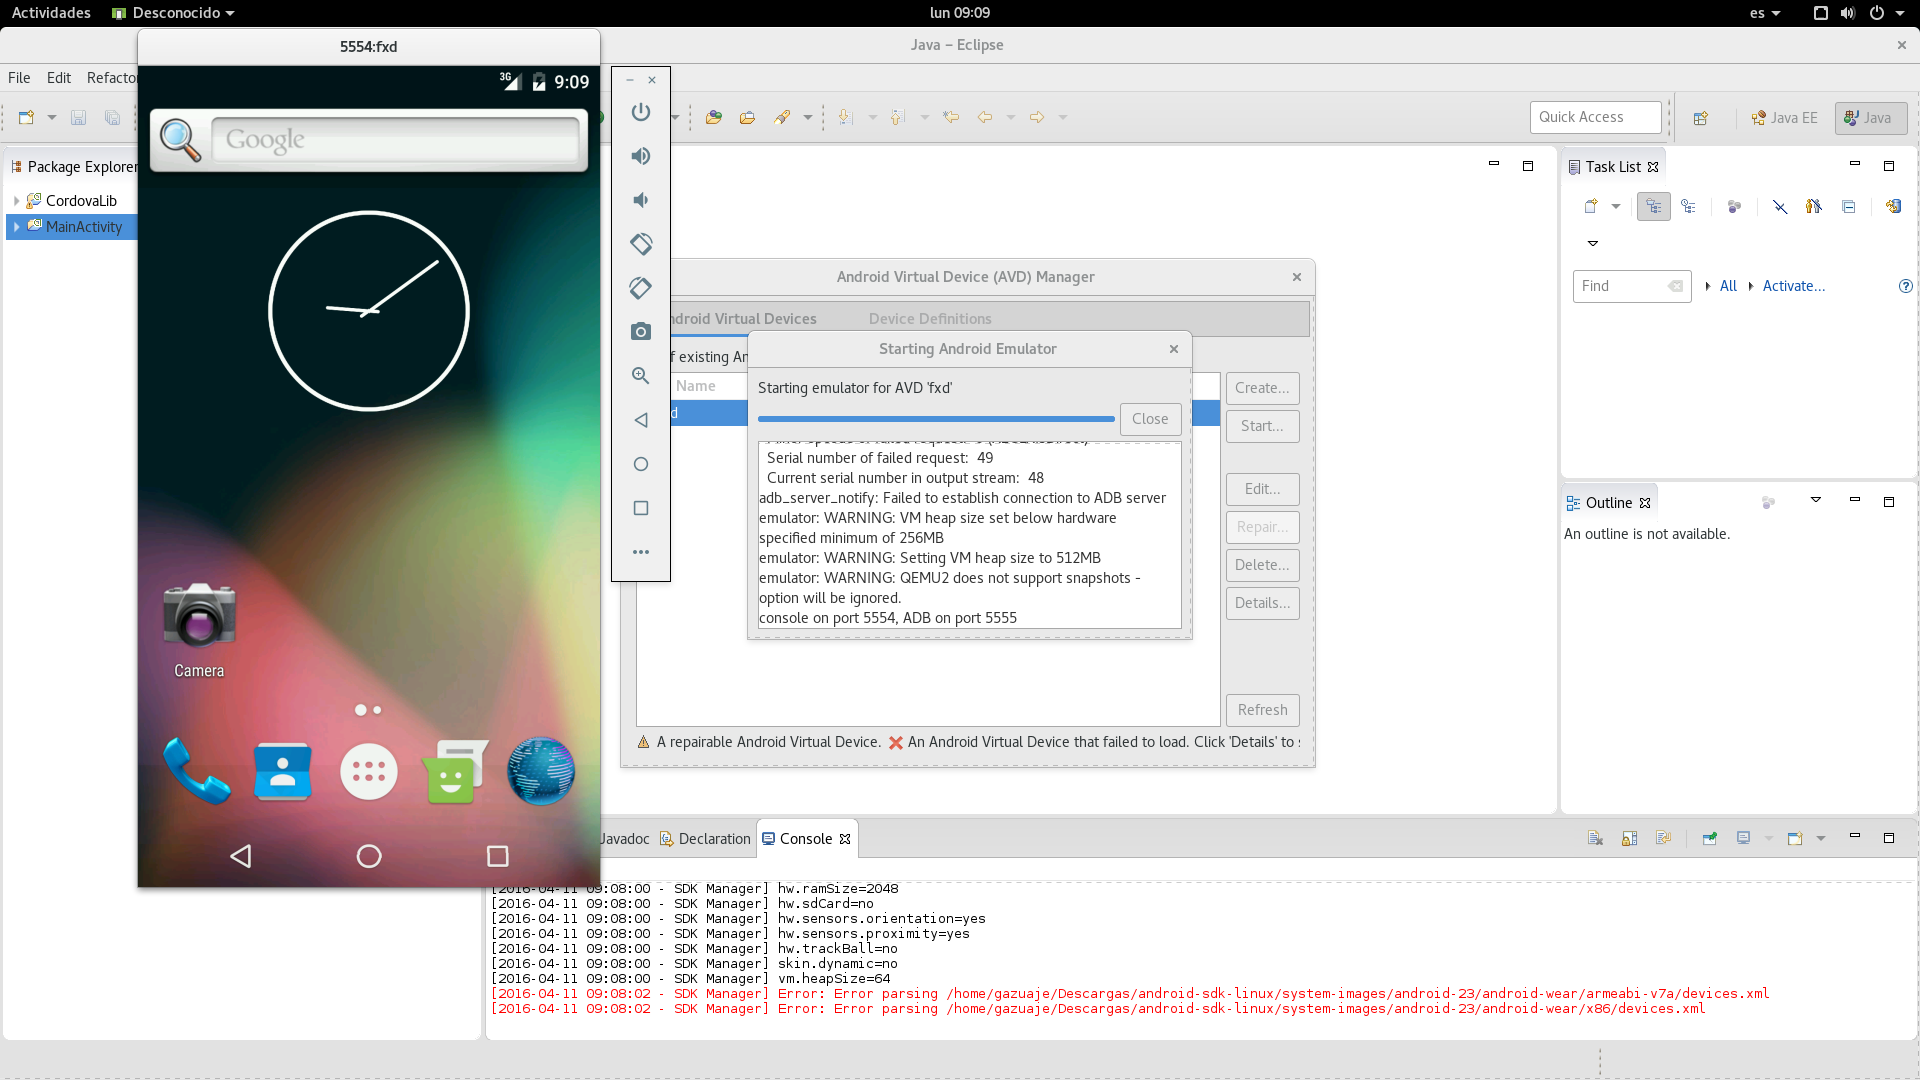 Actividades Desconocido lun 09:09 es
5554:fxd
Java – Eclipse
File Edit Refacto
3G 9:09
Google
Quick Access Java EE Java
Package Explorer
CordovaLib
MainActivity
Task List
Find All Activate...
Android Virtual Device (AVD) Manager
ndroid Virtual Devices Device Definitions
f existing An
Name
d
Create...
Start...
Edit...
Repair...
Delete...
Details...
Refresh
Starting Android Emulator
Starting emulator for AVD 'fxd'
Close
Serial number of failed request: 49
Current serial number in output stream: 48
adb_server_notify: Failed to establish connection to ADB server
emulator: WARNING: VM heap size set below hardware
specified minimum of 256MB
emulator: WARNING: Setting VM heap size to 512MB
emulator: WARNING: QEMU2 does not support snapshots -
option will be ignored.
console on port 5554, ADB on port 5555
A repairable Android Virtual Device. An Android Virtual Device that failed to load. Click 'Details' to s
Outline
An outline is not available.
Camera
Javadoc Declaration Console
[2016-04-11 09:08:00 - SDK Manager] hw.ramSize=2048
[2016-04-11 09:08:00 - SDK Manager] hw.sdCard=no
[2016-04-11 09:08:00 - SDK Manager] hw.sensors.orientation=yes
[2016-04-11 09:08:00 - SDK Manager] hw.sensors.proximity=yes
[2016-04-11 09:08:00 - SDK Manager] hw.trackBall=no
[2016-04-11 09:08:00 - SDK Manager] skin.dynamic=no
[2016-04-11 09:08:00 - SDK Manager] vm.heapSize=64
[2016-04-11 09:08:02 - SDK Manager] Error: Error parsing /home/gazuaje/Descargas/android-sdk-linux/system-images/android-23/android-wear/armeabi-v7a/devices.xml
[2016-04-11 09:08:02 - SDK Manager] Error: Error parsing /home/gazuaje/Descargas/android-sdk-linux/system-images/android-23/android-wear/x86/devices.xml